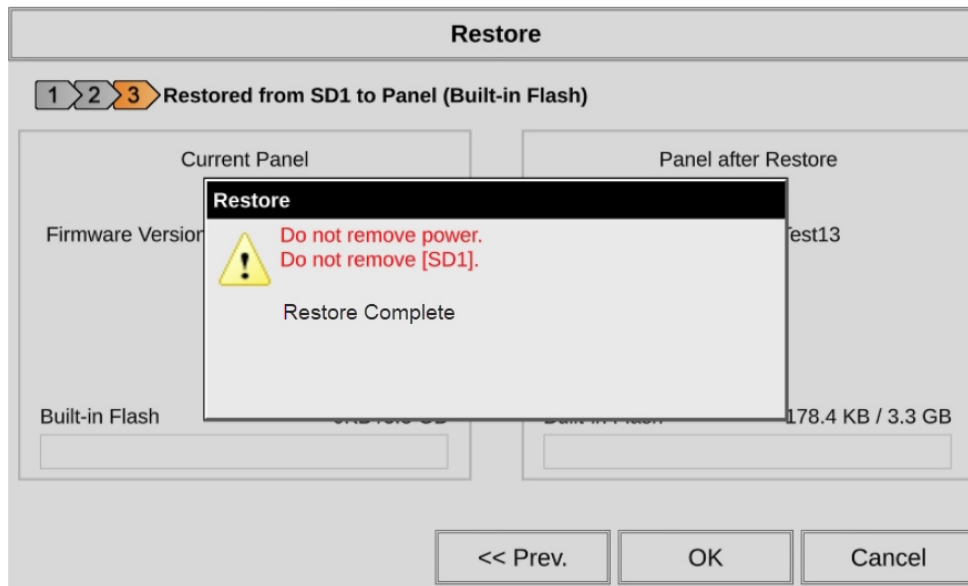 Restore
1 2 3 Restored from SD1 to Panel (Built-in Flash)
Current Panel
Panel after Restore
Restore
Firmware Version
Do not remove power.
Do not remove [SD1].
Restore Complete
Built-in Flash
178.4 KB / 3.3 GB
<< Prev.
OK
Cancel